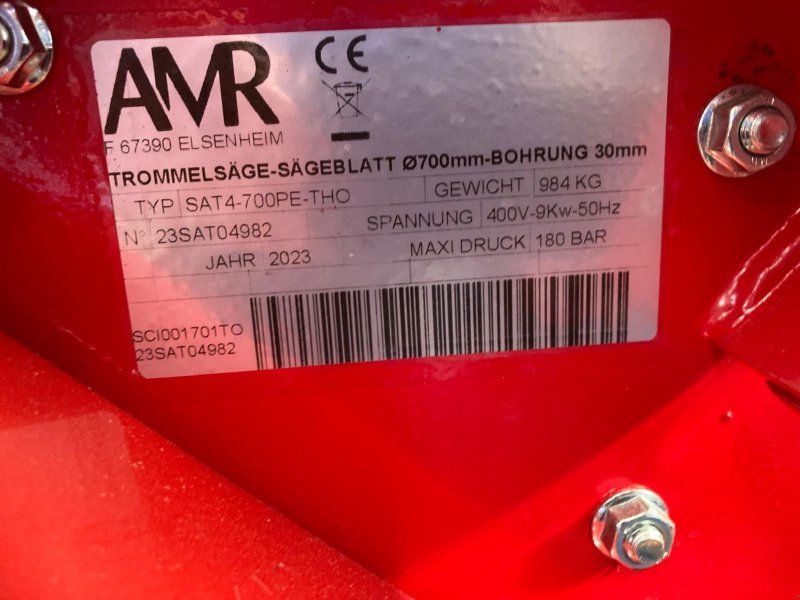 AMR
CE
F 67390 ELSENHEIM
TROMMELSÄGE-SÄGEBLATT Ø700mm-BOHRUNG 30mm
TYP SAT4-700PE-THO GEWICHT 984 KG
N° 23SAT04982 SPANNUNG 400V-9Kw-50Hz
JAHR 2023 MAXI DRUCK 180 BAR
SCI001701TO
23SAT04982